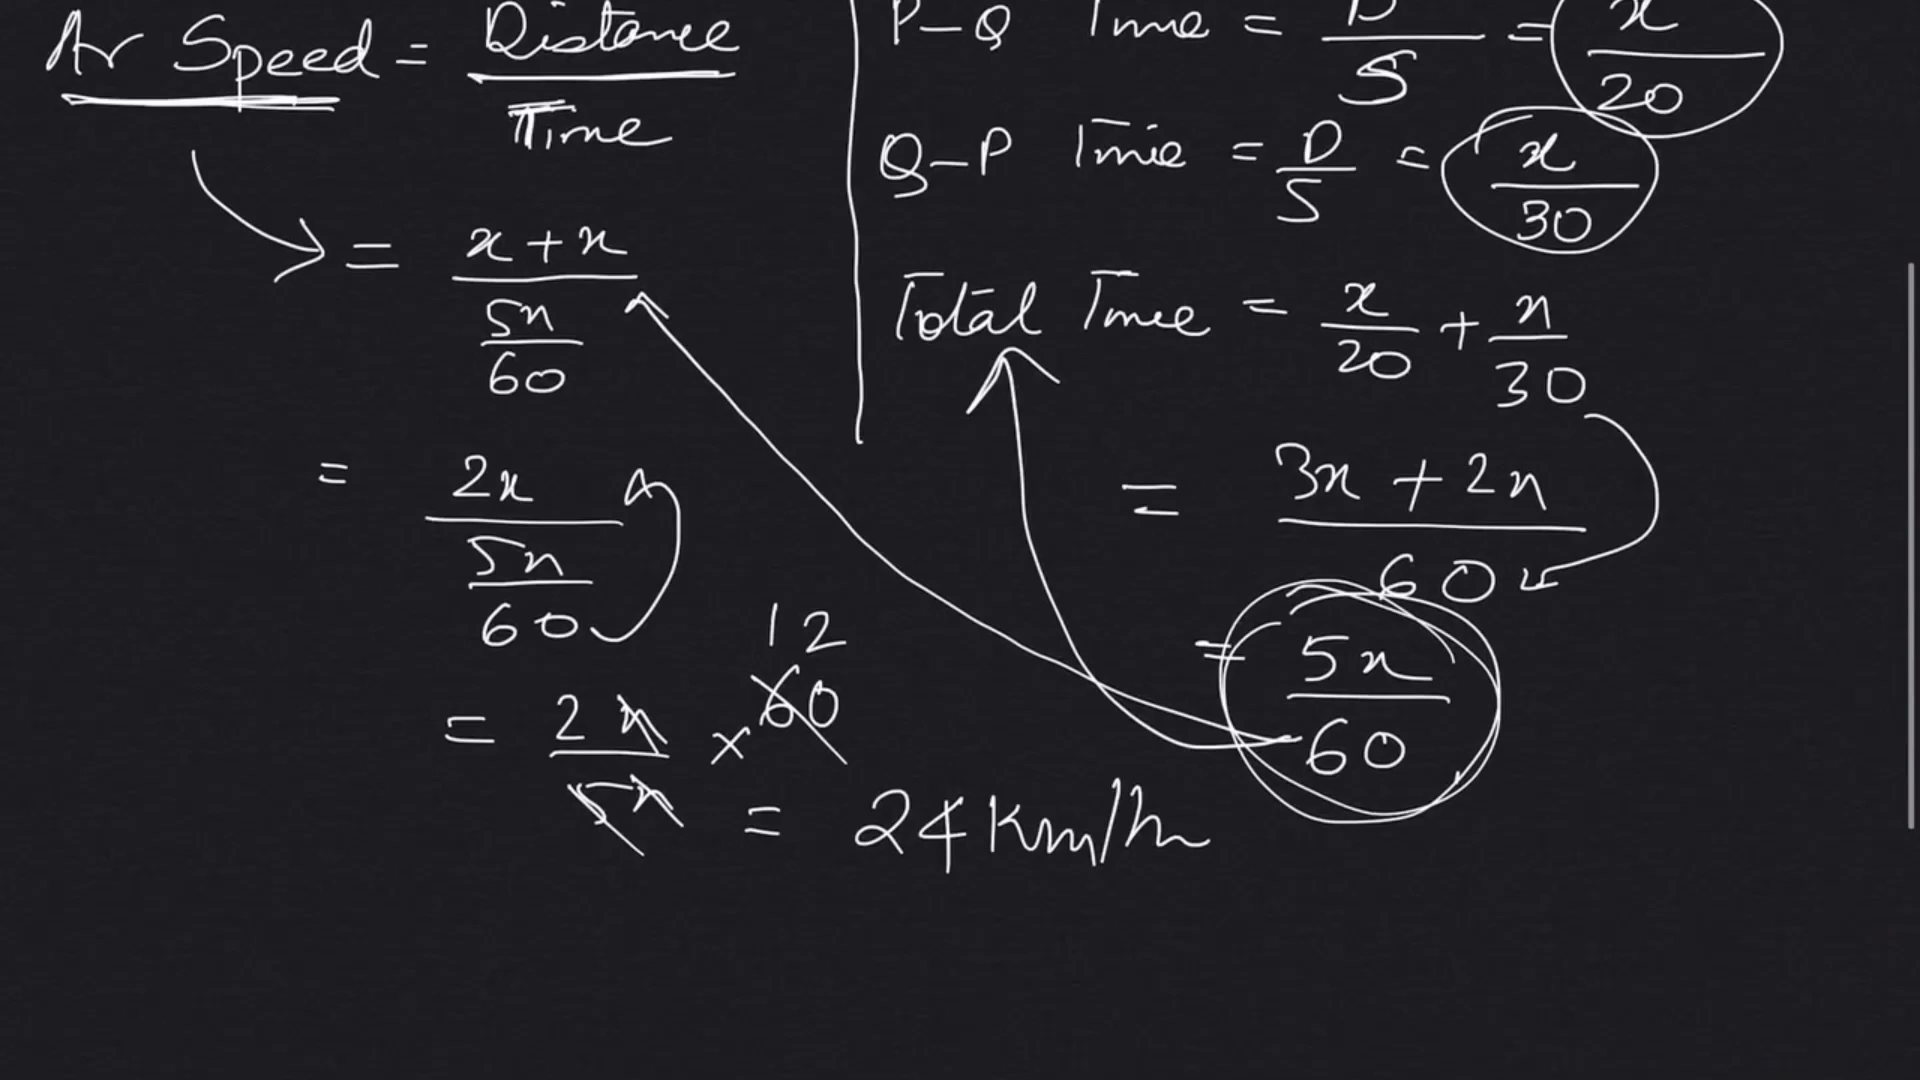 Av Speed = Distance / Time
= x + x / 5x/60
= 2x / 5x/60
= 2x/5x × 60 12
= 24 Km/hr
P-Q Time = D/S = x/20
Q-P Time = D/S = x/30
Total Time = x/20 + x/30
= 3x + 2x / 60
= 5x/60